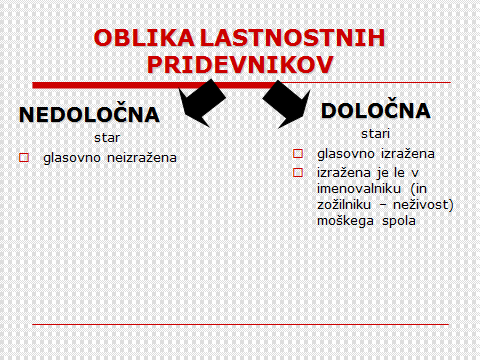 OBLIKA LASTNOSTNIH
PRIDEVNIKOV
NEDOLOČNA
star
glasovno neizražena
DOLOČNA
stari
glasovno izražena
izražena je le v
imenovalniku (in
zožilniku – neživost)
moškega spola